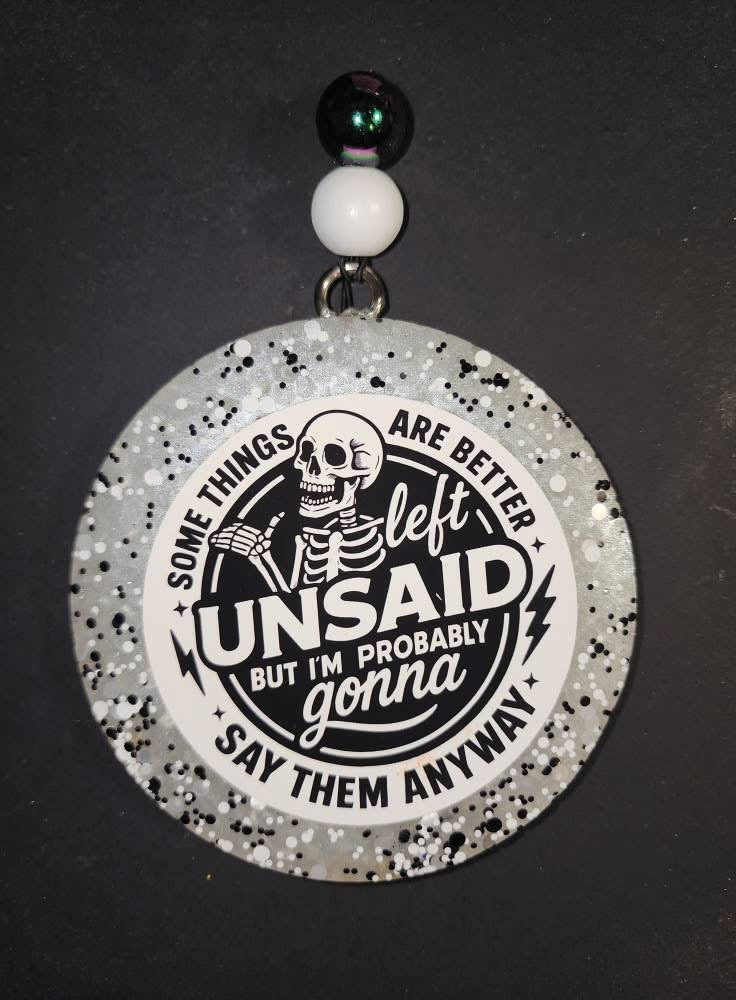 SOME THINGS ARE BETTER
left
UNSAID
BUT I'M PROBABLY
gonna
SAY THEM ANYWAY